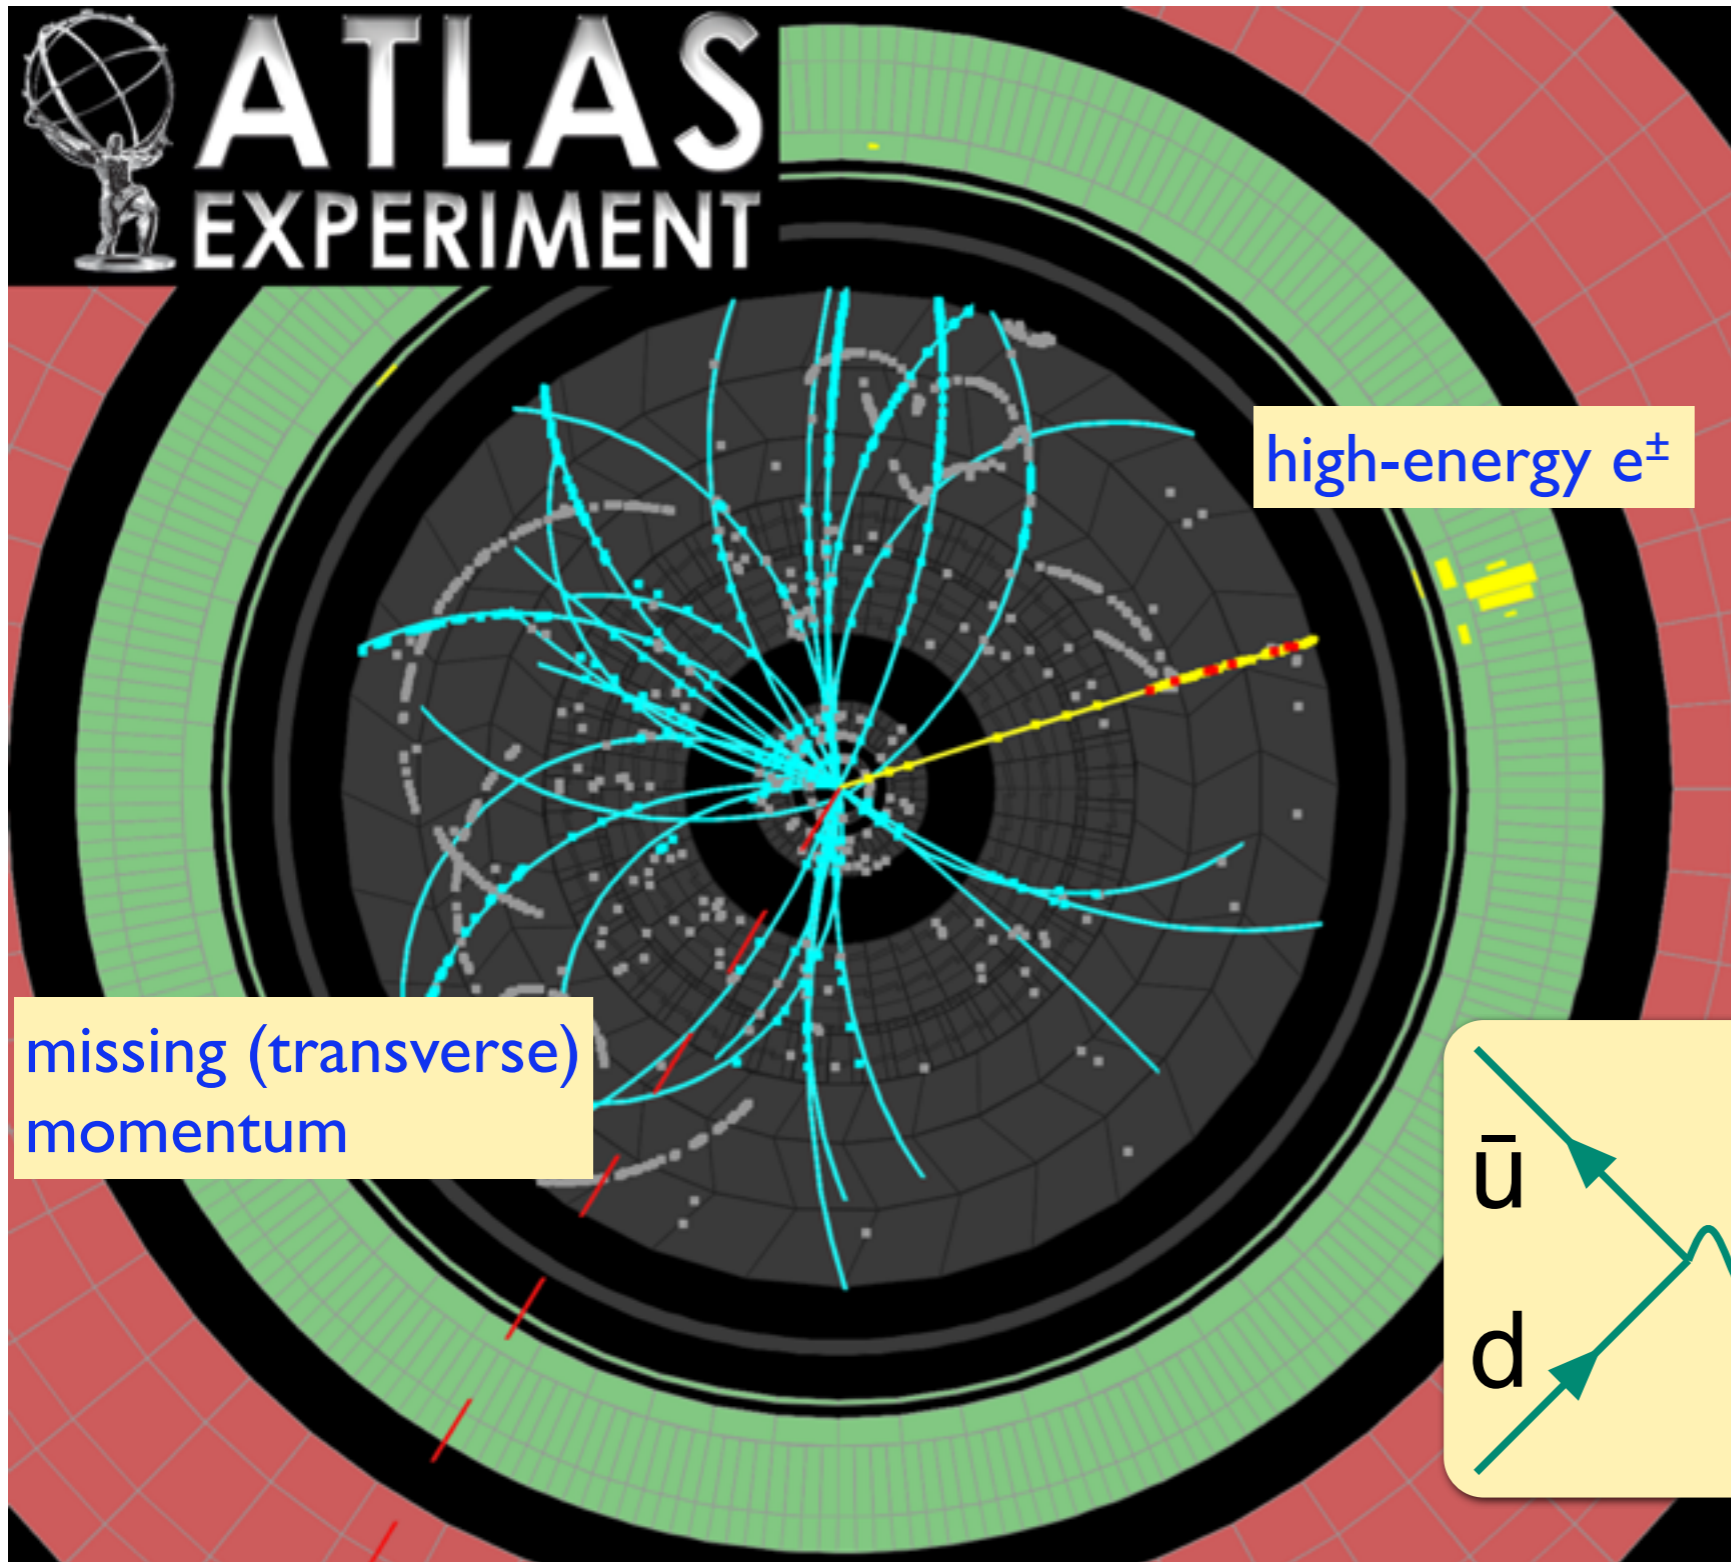 ATLAS
EXPERIMENT
high-energy e±
missing (transverse)
momentum
ū
d